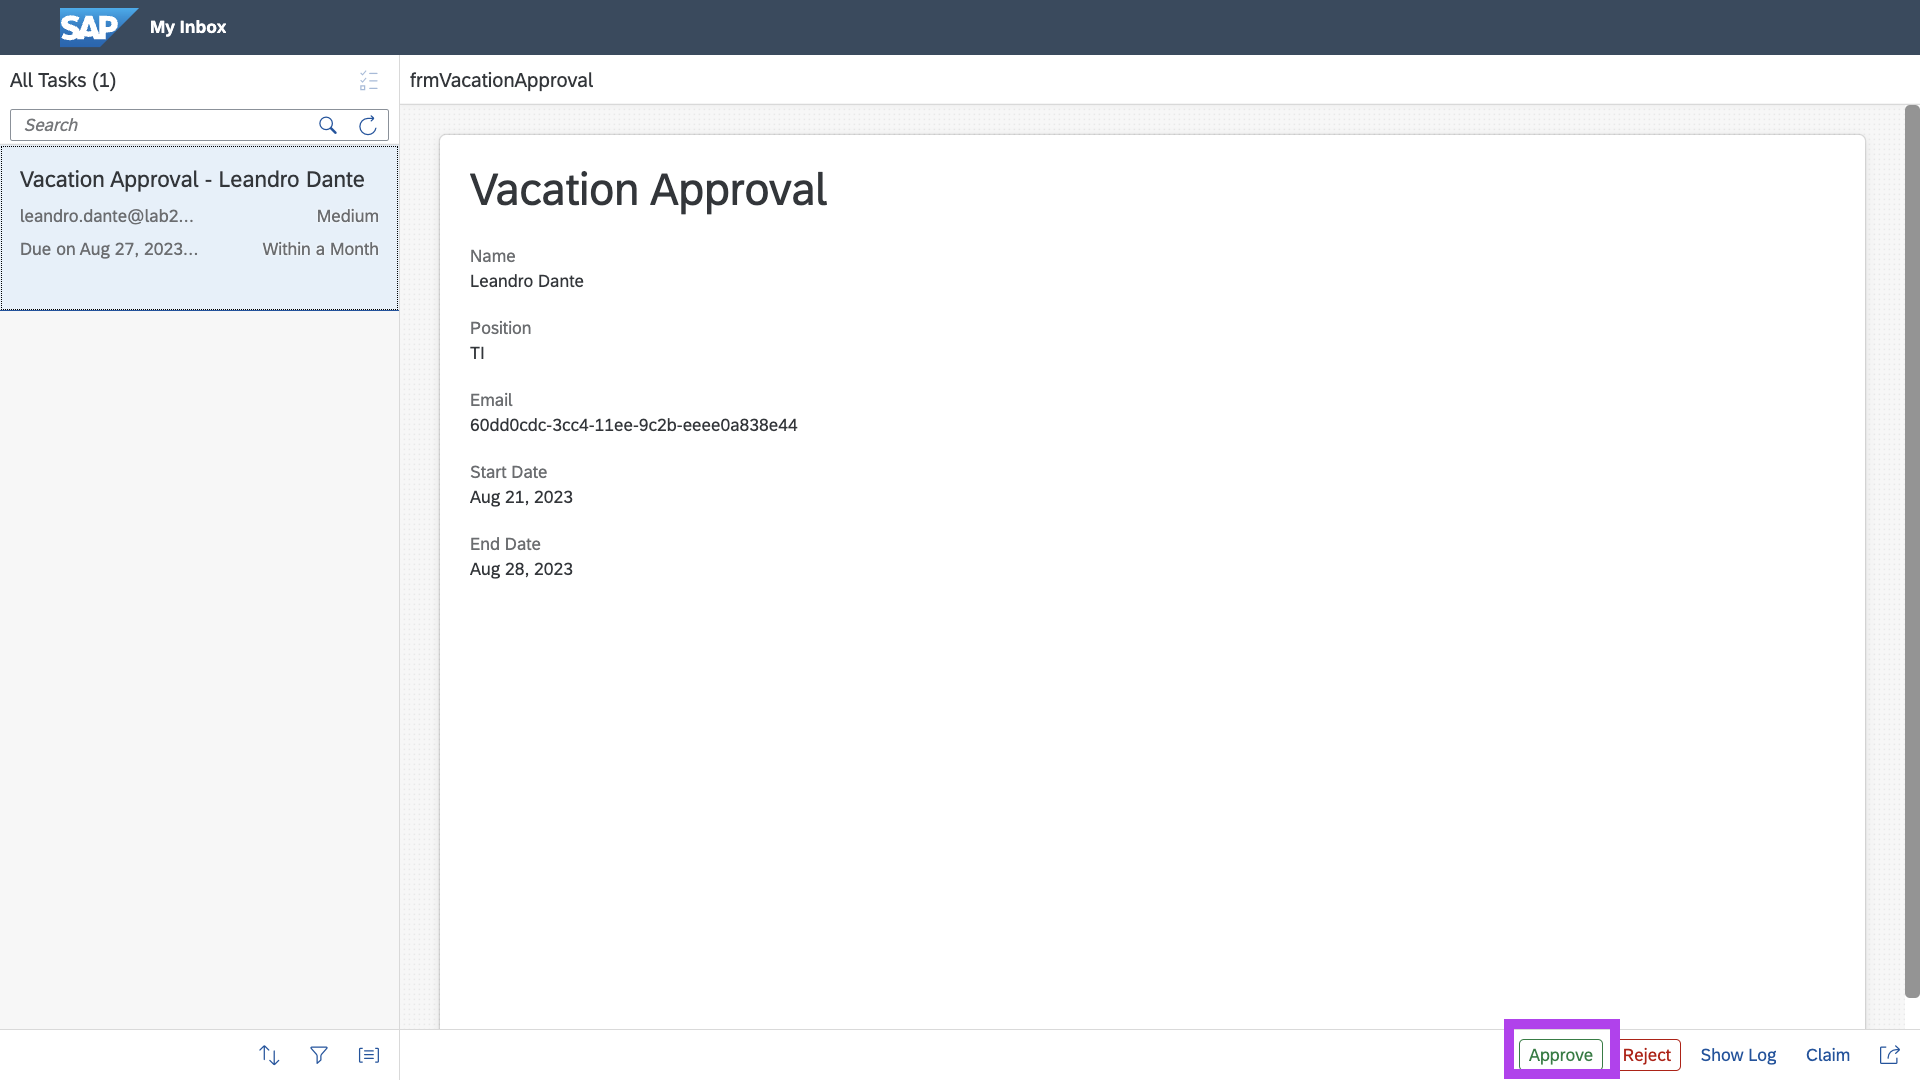 SAP My Inbox
All Tasks (1)
Search
Vacation Approval - Leandro Dante
leandro.dante@lab2... Medium
Due on Aug 27, 2023... Within a Month
frmVacationApproval
Vacation Approval
Name
Leandro Dante
Position
TI
Email
60dd0cdc-3cc4-11ee-9c2b-eeee0a838e44
Start Date
Aug 21, 2023
End Date
Aug 28, 2023
Approve Reject Show Log Claim